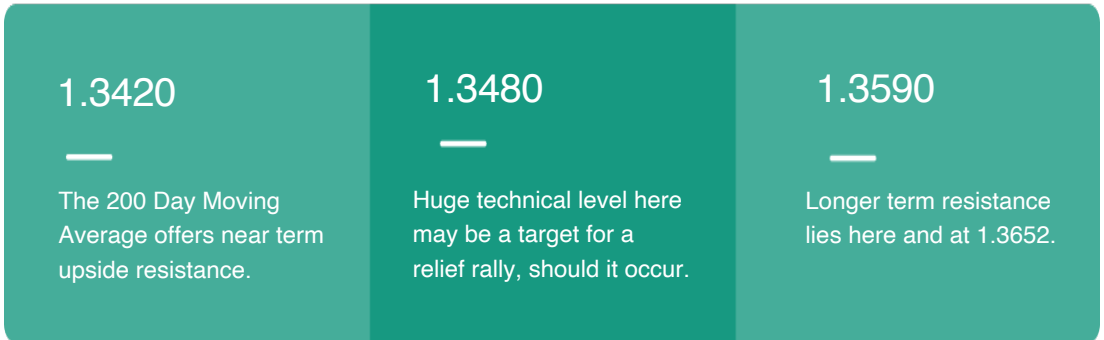 1.3420
The 200 Day Moving
Average offers near term
upside resistance.
1.3480
Huge technical level here
may be a target for a
relief rally, should it occur.
1.3590
Longer term resistance
lies here and at 1.3652.